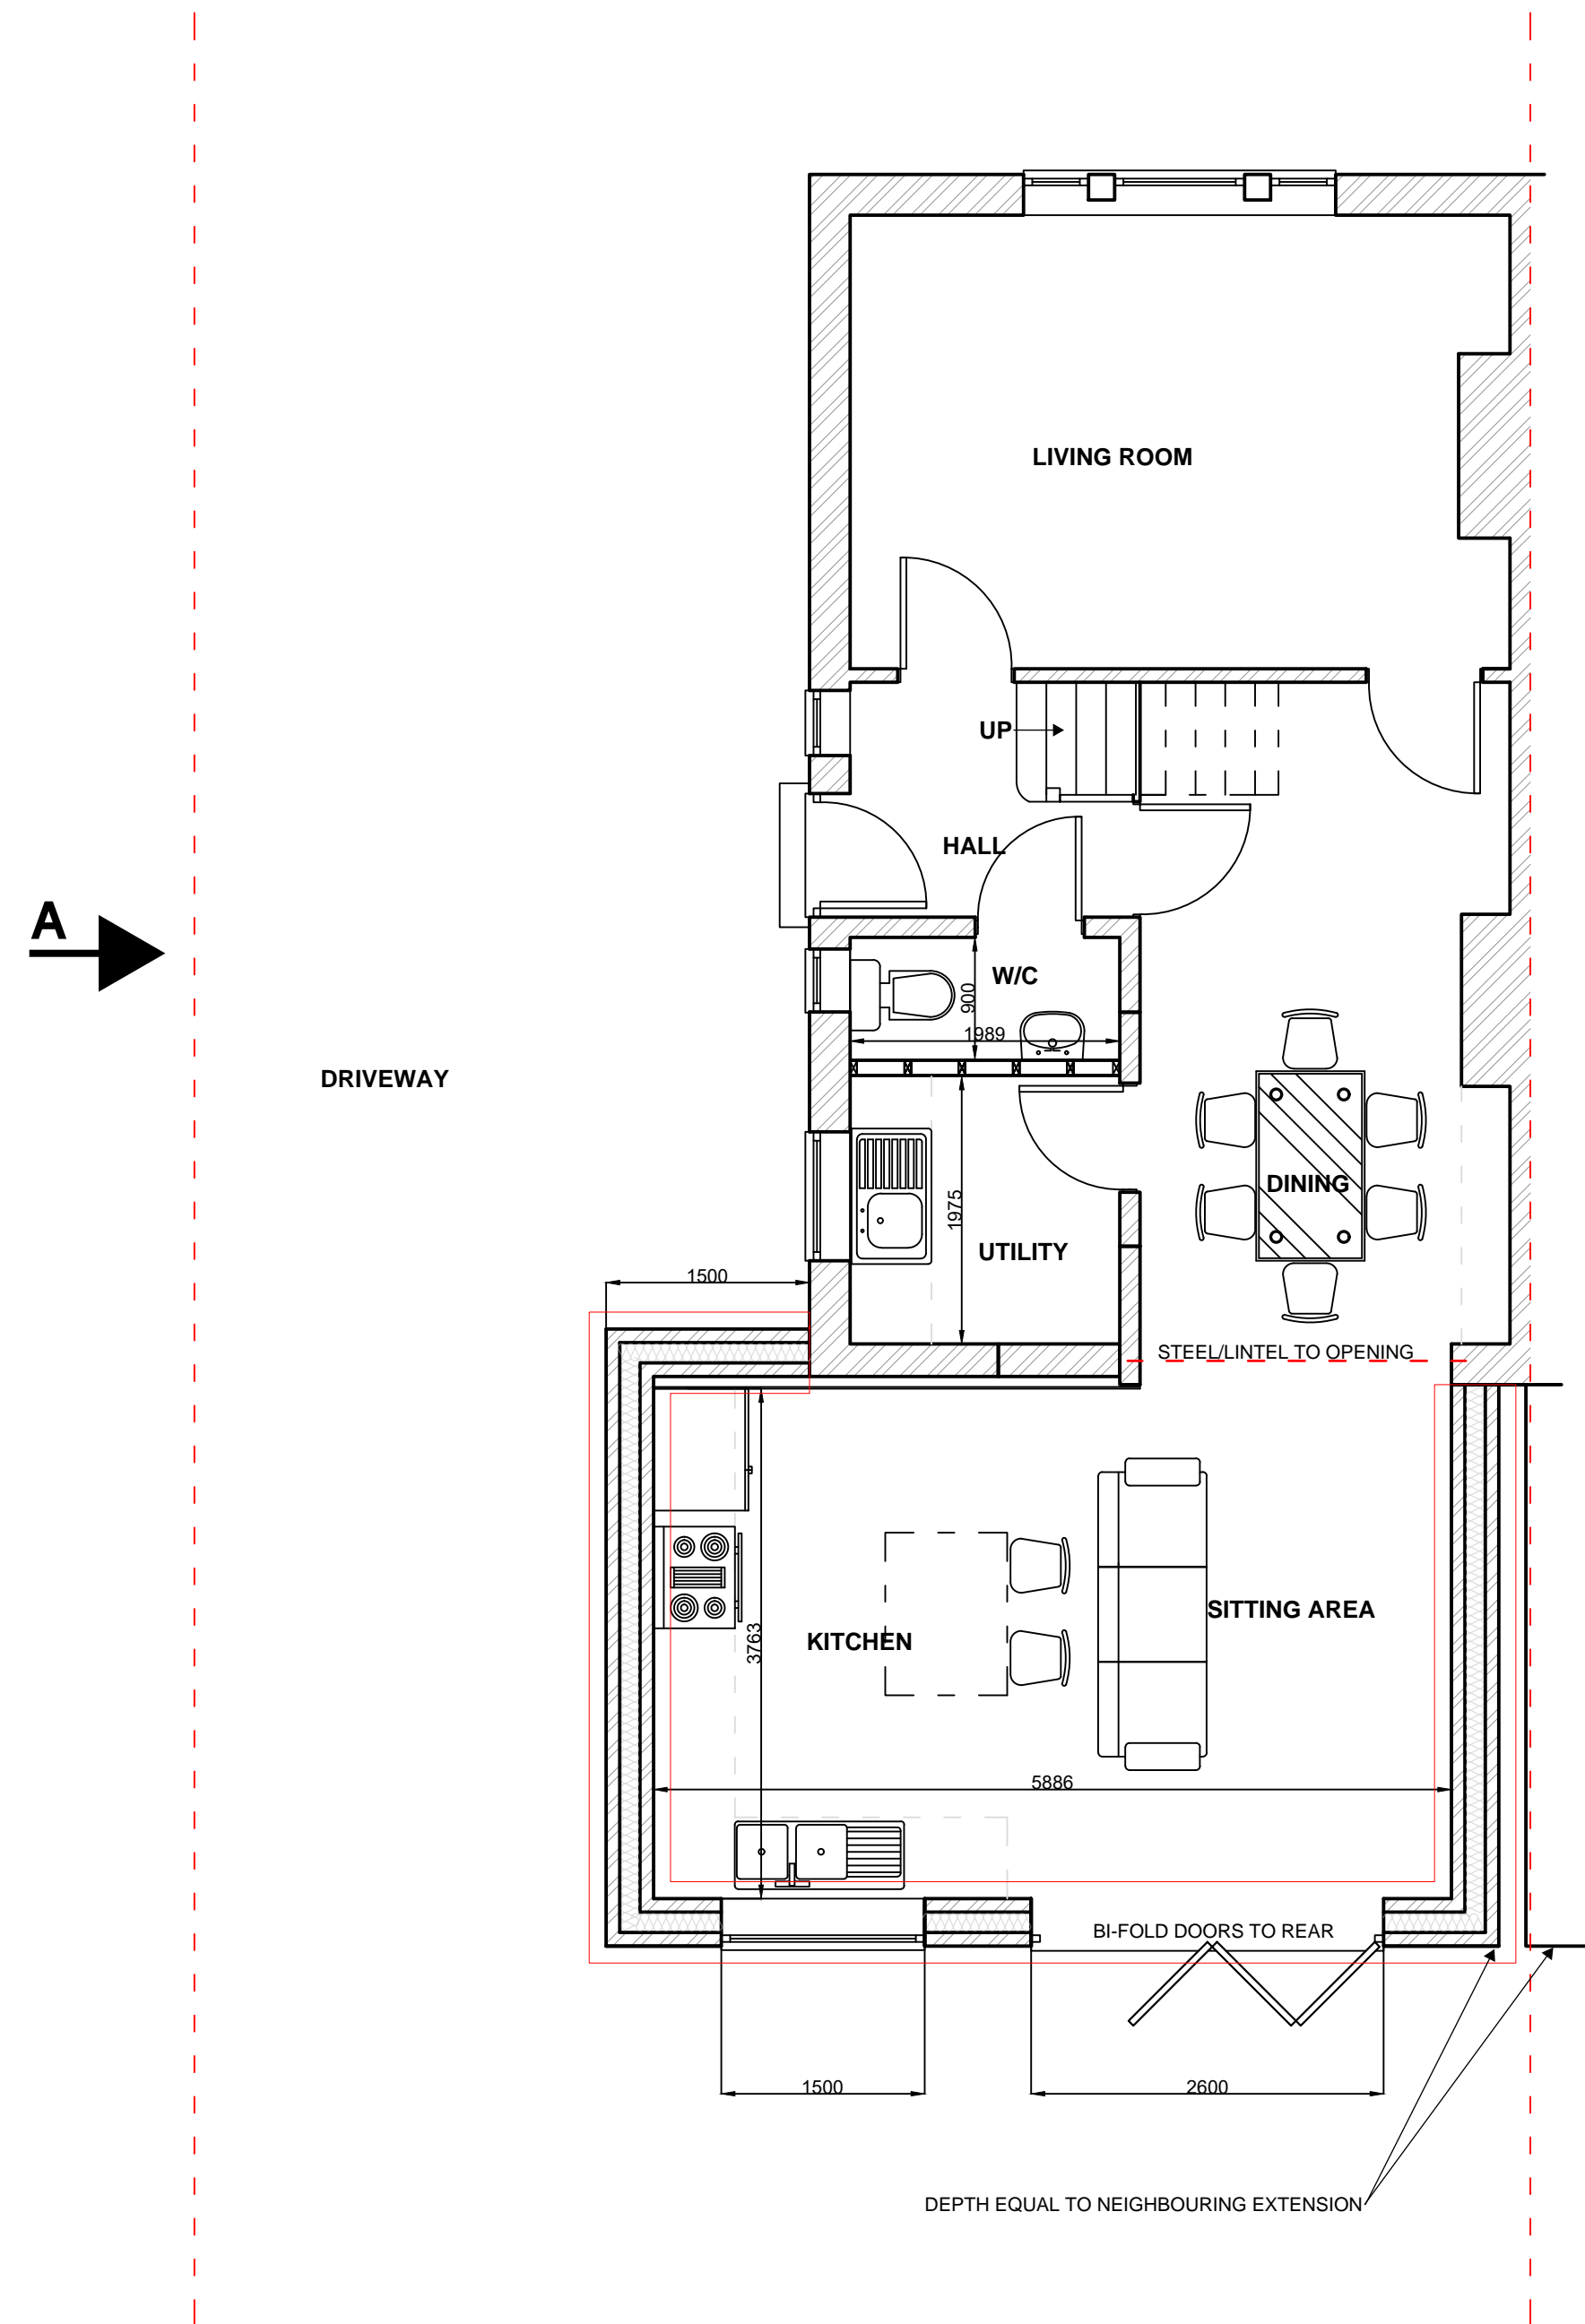 LIVING ROOM
UP
HALL
A
W/C
900
1989
DRIVEWAY
DINING
1975
UTILITY
1500
STEEL/LINTEL TO OPENING
SITTING AREA
KITCHEN
3763
5886
BI-FOLD DOORS TO REAR
1500
2600
DEPTH EQUAL TO NEIGHBOURING EXTENSION